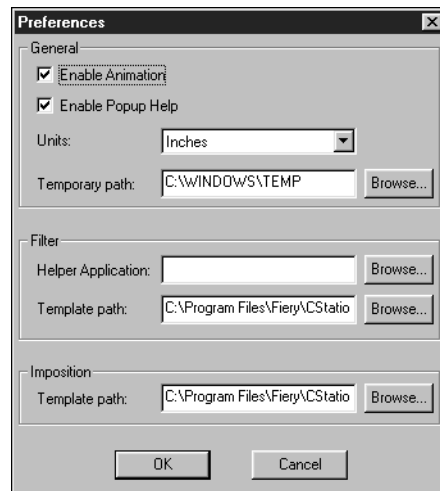 Preferences
General
Enable Animation
Enable Popup Help
Units: Inches
Temporary path: C:\WINDOWS\TEMP Browse...
Filter
Helper Application: Browse...
Template path: C:\Program Files\Fiery\CStatio Browse...
Imposition
Template path: C:\Program Files\Fiery\CStatio Browse...
OK Cancel